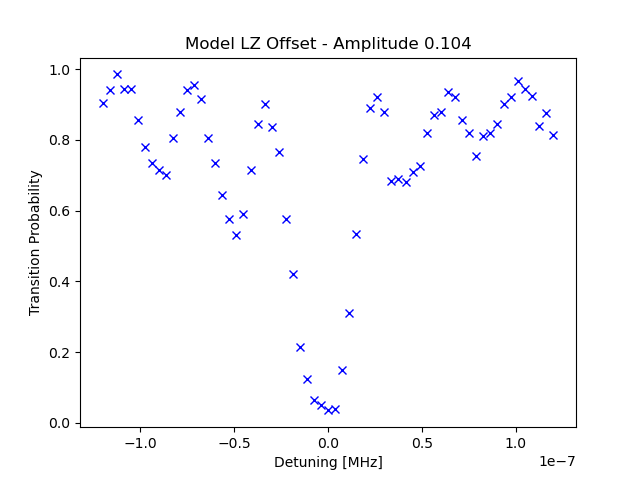 Model LZ Offset - Amplitude 0.104
1.0
0.8
0.6
0.4
0.2
0.0
Transition Probability
−1.0 −0.5 0.0 0.5 1.0
1e−7
Detuning [MHz]